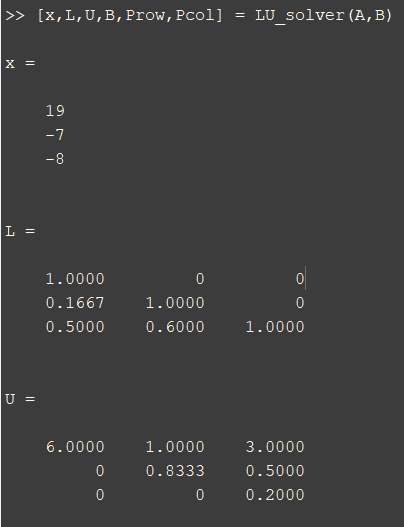 >> [x,L,U,B,Prow,Pcol] = LU_solver(A,B)
x =
19
-7
-8
L =
1.0000 0 0
0.1667 1.0000 0
0.5000 0.6000 1.0000
U =
6.0000 1.0000 3.0000
0 0.8333 0.5000
0 0 0.2000